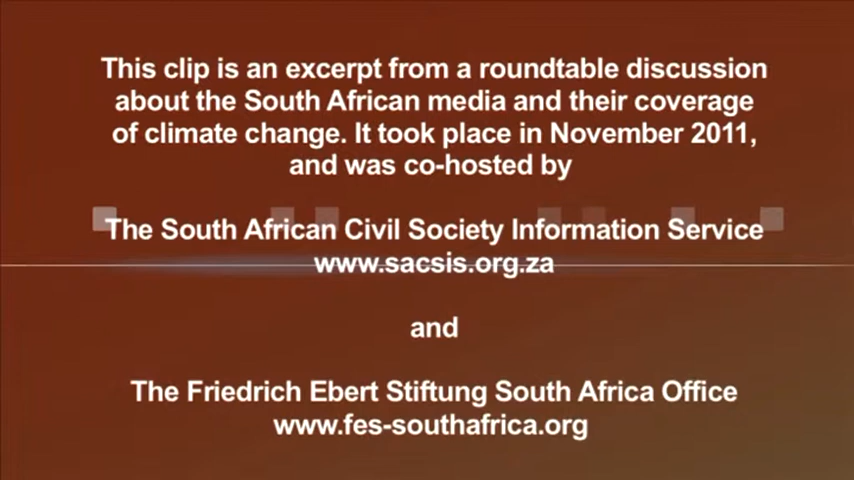 This clip is an excerpt from a roundtable discussion
about the South African media and their coverage
of climate change. It took place in November 2011,
and was co-hosted by
The South African Civil Society Information Service
www.sacsis.org.za
and
The Friedrich Ebert Stiftung South Africa Office
www.fes-southafrica.org